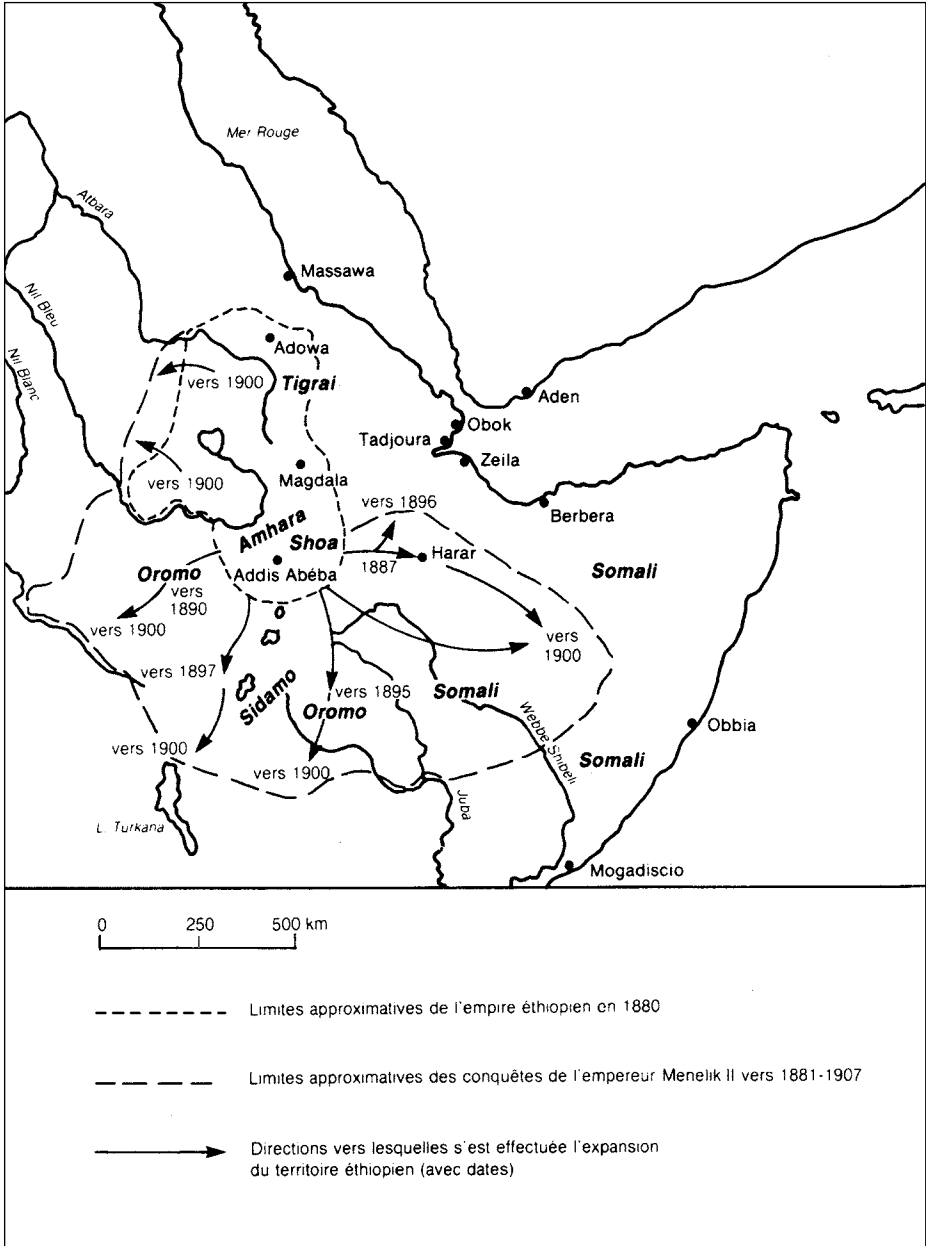 Mer Rouge
Atbara
Massawa
Nil Bleu
Nil Blanc
Adowa
vers 1900
Tigrai
Aden
Obok
Tadjoura
Zeila
Magdala
vers 1900
vers 1896
Berbera
Amhara
Shoa
Harar
1887
Addis Abéba
Oromo
vers
1890
Somali
vers 1900
vers
1900
vers 1897
vers 1895
Somali
Sidamo
Oromo
Webbe Shibeli
Obbia
vers 1900
Somali
vers 1900
Juba
L. Turkana
Mogadiscio
0 250 500 km
Limites approximatives de l'empire éthiopien en 1880
Limites approximatives des conquêtes de l'empereur Menelik II vers 1881-1907
Directions vers lesquelles s'est effectuée l'expansion
du territoire éthiopien (avec dates)